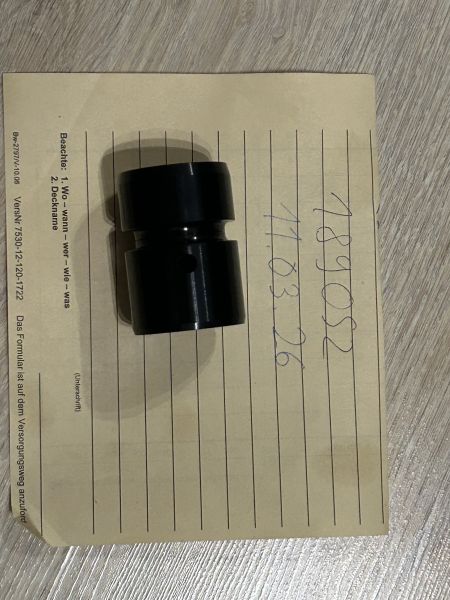 189052
11.03.26
(Unterschrift)
Beachte: 1. Wo – wann – wer – wie – was
2. Deckname
Bw-2797/V-10.06 VersNr 7530-12-120-1722 Das Formular ist auf dem Versorgungsweg anzuford